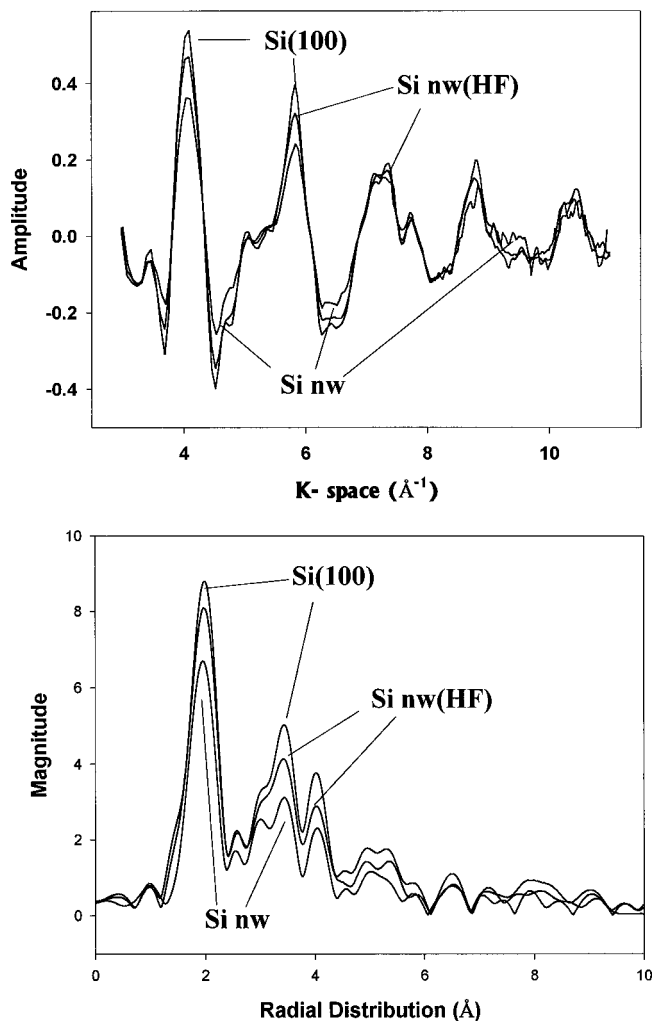 Amplitude
0.4
0.2
0.0
-0.2
-0.4
Si(100)
Si nw(HF)
Si nw
4
6
8
10
K- space (Å⁻¹)
Magnitude
10
8
6
4
2
0
Si(100)
Si nw(HF)
Si nw
0
2
4
6
8
10
Radial Distribution (Å)